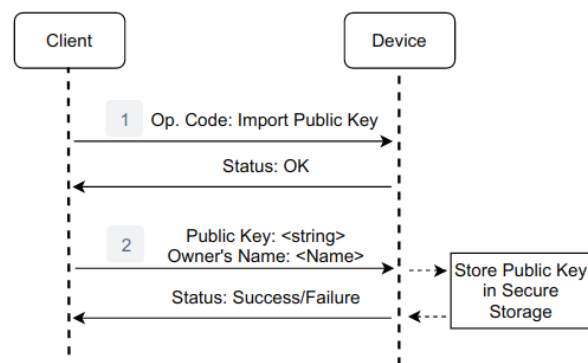 Client
Device
1 Op. Code: Import Public Key
Status: OK
2 Public Key: <string>
Owner's Name: <Name>
Store Public Key
in Secure
Storage
Status: Success/Failure